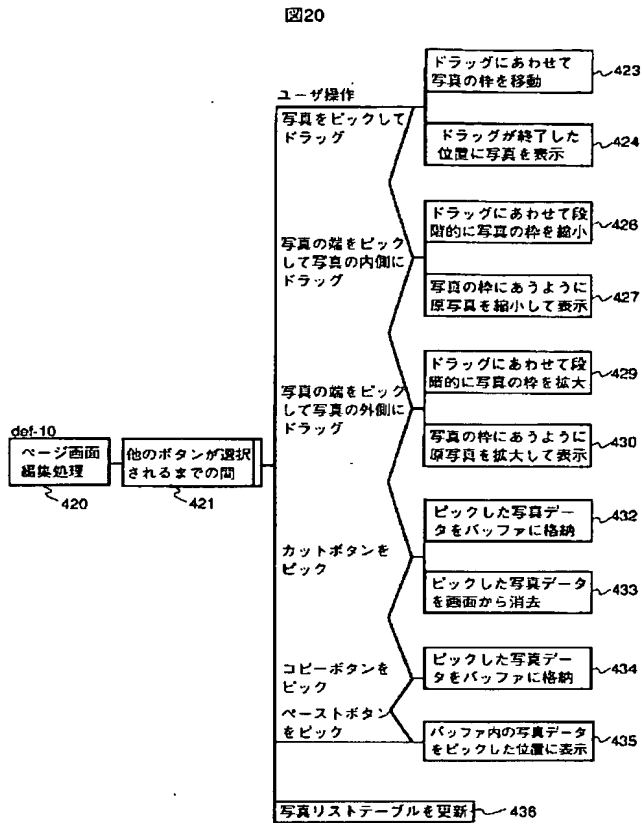 図20
ユーザ操作
写真をピックして
ドラッグ
ドラッグにあわせて
写真の枠を移動
423
ドラッグが終了した
位置に写真を表示
424
写真の端をピック
して写真の内側に
ドラッグ
ドラッグにあわせて段
階的に写真の枠を縮小
426
写真の枠にあうように
原写真を縮小して表示
427
写真の端をピック
して写真の外側に
ドラッグ
ドラッグにあわせて段
階的に写真の枠を拡大
429
写真の枠にあうように
原写真を拡大して表示
430
def-10
ページ画面
編集処理
420
他のボタンが選択
されるまでの間
421
カットボタンを
ピック
ピックした写真デー
タをバッファに格納
432
ピックした写真データ
を画面から消去
433
コピーボタンを
ピック
ピックした写真デー
タをバッファに格納
434
ペーストボタン
をピック
バッファ内の写真データ
をピックした位置に表示
435
写真リストテーブルを更新
436